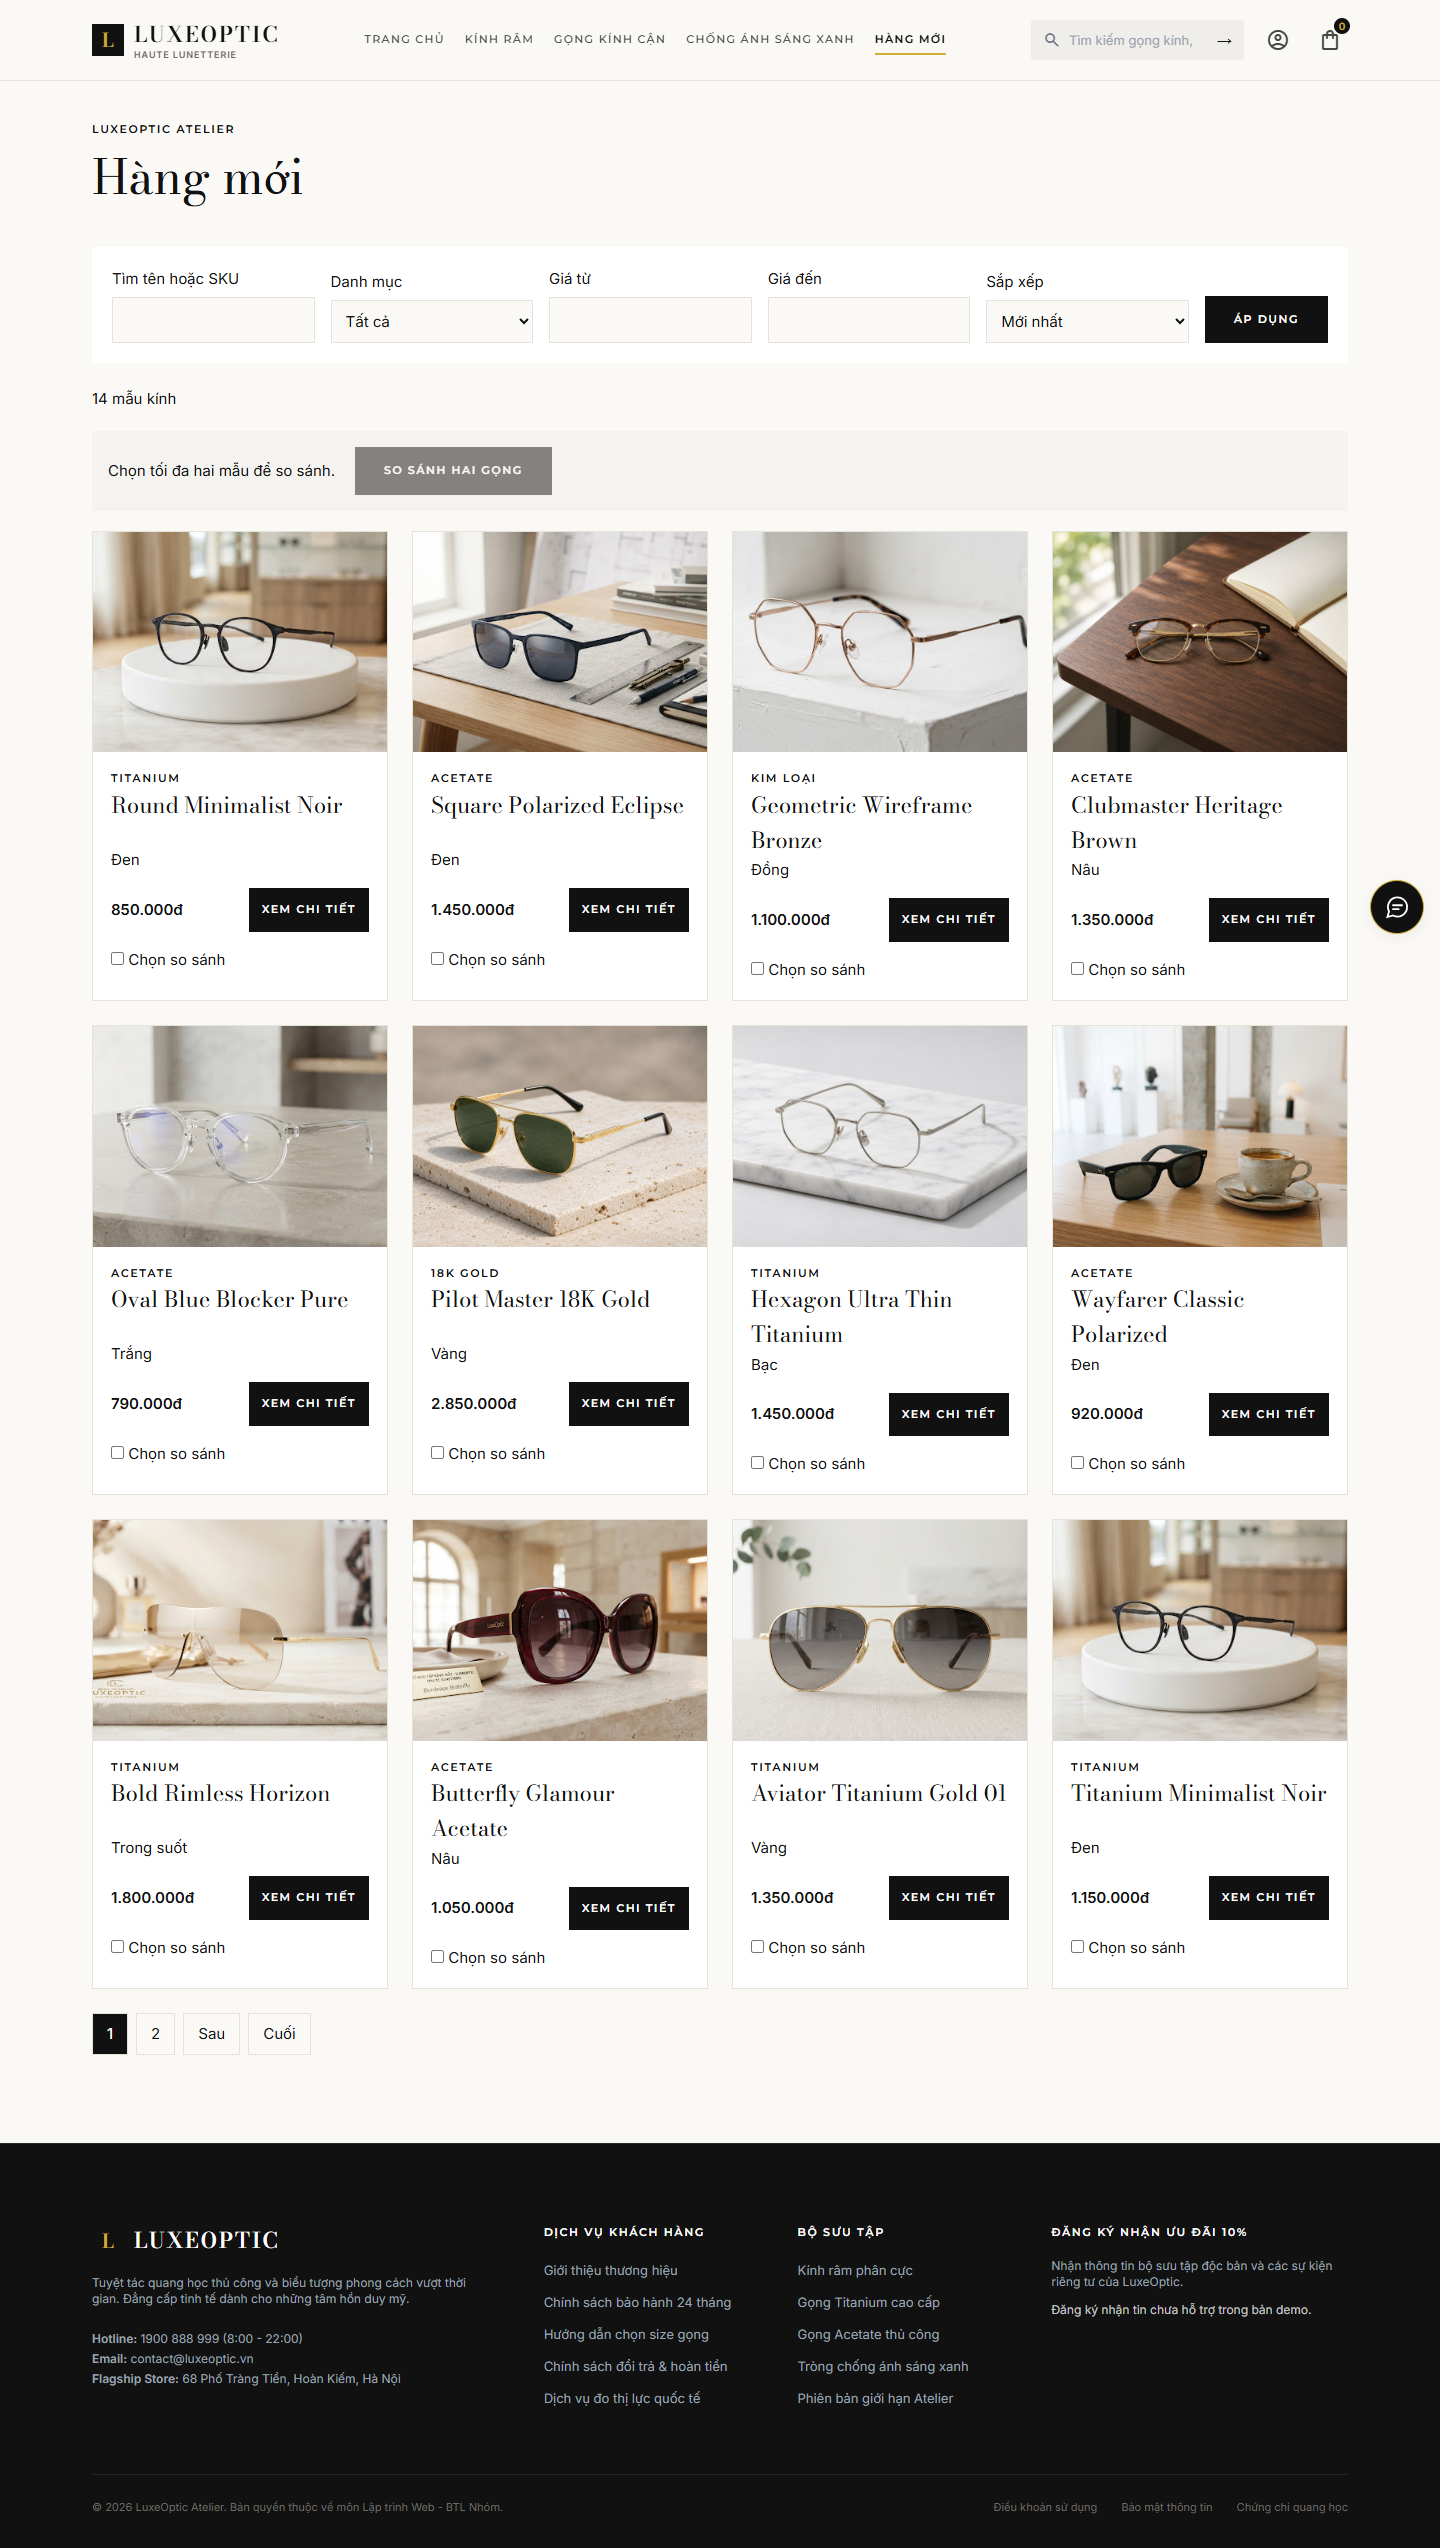 L LUXEOPTIC
HAUTE LUNETTERIE
TRANG CHỦ KÍNH RÂM GỌNG KÍNH CẬN CHỐNG ÁNH SÁNG XANH HÀNG MỚI
Tìm kiếm gọng kính,
0
LUXEOPTIC ATELIER
Hàng mới
Tìm tên hoặc SKU Danh mục Giá từ Giá đến Sắp xếp
Tất cả Mới nhất ÁP DỤNG
14 mẫu kính
Chọn tối đa hai mẫu để so sánh. SO SÁNH HAI GỌNG
TITANIUM
Round Minimalist Noir
Đen
850.000đ XEM CHI TIẾT
Chọn so sánh
ACETATE
Square Polarized Eclipse
Đen
1.450.000đ XEM CHI TIẾT
Chọn so sánh
KIM LOẠI
Geometric Wireframe
Bronze
Đồng
1.100.000đ XEM CHI TIẾT
Chọn so sánh
ACETATE
Clubmaster Heritage
Brown
Nâu
1.350.000đ XEM CHI TIẾT
Chọn so sánh
ACETATE
Oval Blue Blocker Pure
Trắng
790.000đ XEM CHI TIẾT
Chọn so sánh
18K GOLD
Pilot Master 18K Gold
Vàng
2.850.000đ XEM CHI TIẾT
Chọn so sánh
TITANIUM
Hexagon Ultra Thin
Titanium
Bạc
1.450.000đ XEM CHI TIẾT
Chọn so sánh
ACETATE
Wayfarer Classic
Polarized
Đen
920.000đ XEM CHI TIẾT
Chọn so sánh
TITANIUM
Bold Rimless Horizon
Trong suốt
1.800.000đ XEM CHI TIẾT
Chọn so sánh
ACETATE
Butterfly Glamour
Acetate
Nâu
1.050.000đ XEM CHI TIẾT
Chọn so sánh
TITANIUM
Aviator Titanium Gold 01
Vàng
1.350.000đ XEM CHI TIẾT
Chọn so sánh
TITANIUM
Titanium Minimalist Noir
Đen
1.150.000đ XEM CHI TIẾT
Chọn so sánh
1 2 Sau Cuối
L LUXEOPTIC
Tuyệt tác quang học thủ công và biểu tượng phong cách vượt thời
gian. Đẳng cấp tinh tế dành cho những tâm hồn duy mỹ.
Hotline: 1900 888 999 (8:00 - 22:00)
Email: contact@luxeoptic.vn
Flagship Store: 68 Phố Tràng Tiền, Hoàn Kiếm, Hà Nội
DỊCH VỤ KHÁCH HÀNG
Giới thiệu thương hiệu
Chính sách bảo hành 24 tháng
Hướng dẫn chọn size gọng
Chính sách đổi trả & hoàn tiền
Dịch vụ đo thị lực quốc tế
BỘ SƯU TẬP
Kính râm phân cực
Gọng Titanium cao cấp
Gọng Acetate thủ công
Tròng chống ánh sáng xanh
Phiên bản giới hạn Atelier
ĐĂNG KÝ NHẬN ƯU ĐÃI 10%
Nhận thông tin bộ sưu tập độc bản và các sự kiện
riêng tư của LuxeOptic.
Đăng ký nhận tin chưa hỗ trợ trong bản demo.
© 2026 LuxeOptic Atelier. Bản quyền thuộc về môn Lập trình Web - BTL Nhóm.
Điều khoản sử dụng Bảo mật thông tin Chứng chỉ quang học